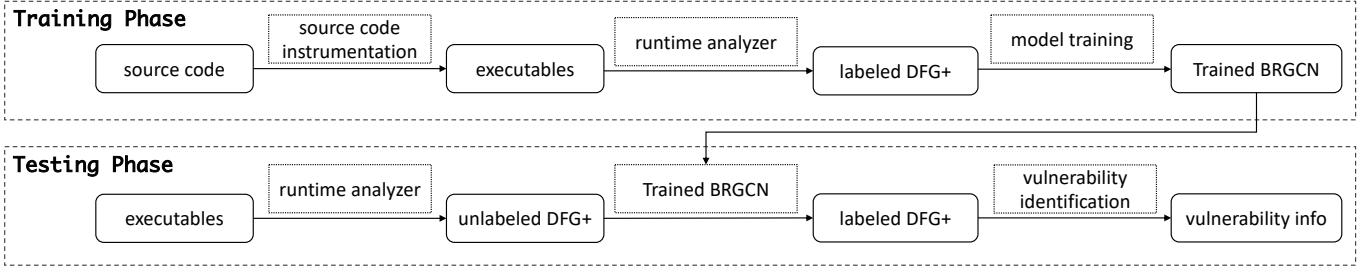 Training Phase
source code
instrumentation
runtime analyzer
model training
source code
executables
labeled DFG+
Trained BRGCN
Testing Phase
runtime analyzer
Trained BRGCN
vulnerability
identification
executables
unlabeled DFG+
labeled DFG+
vulnerability info